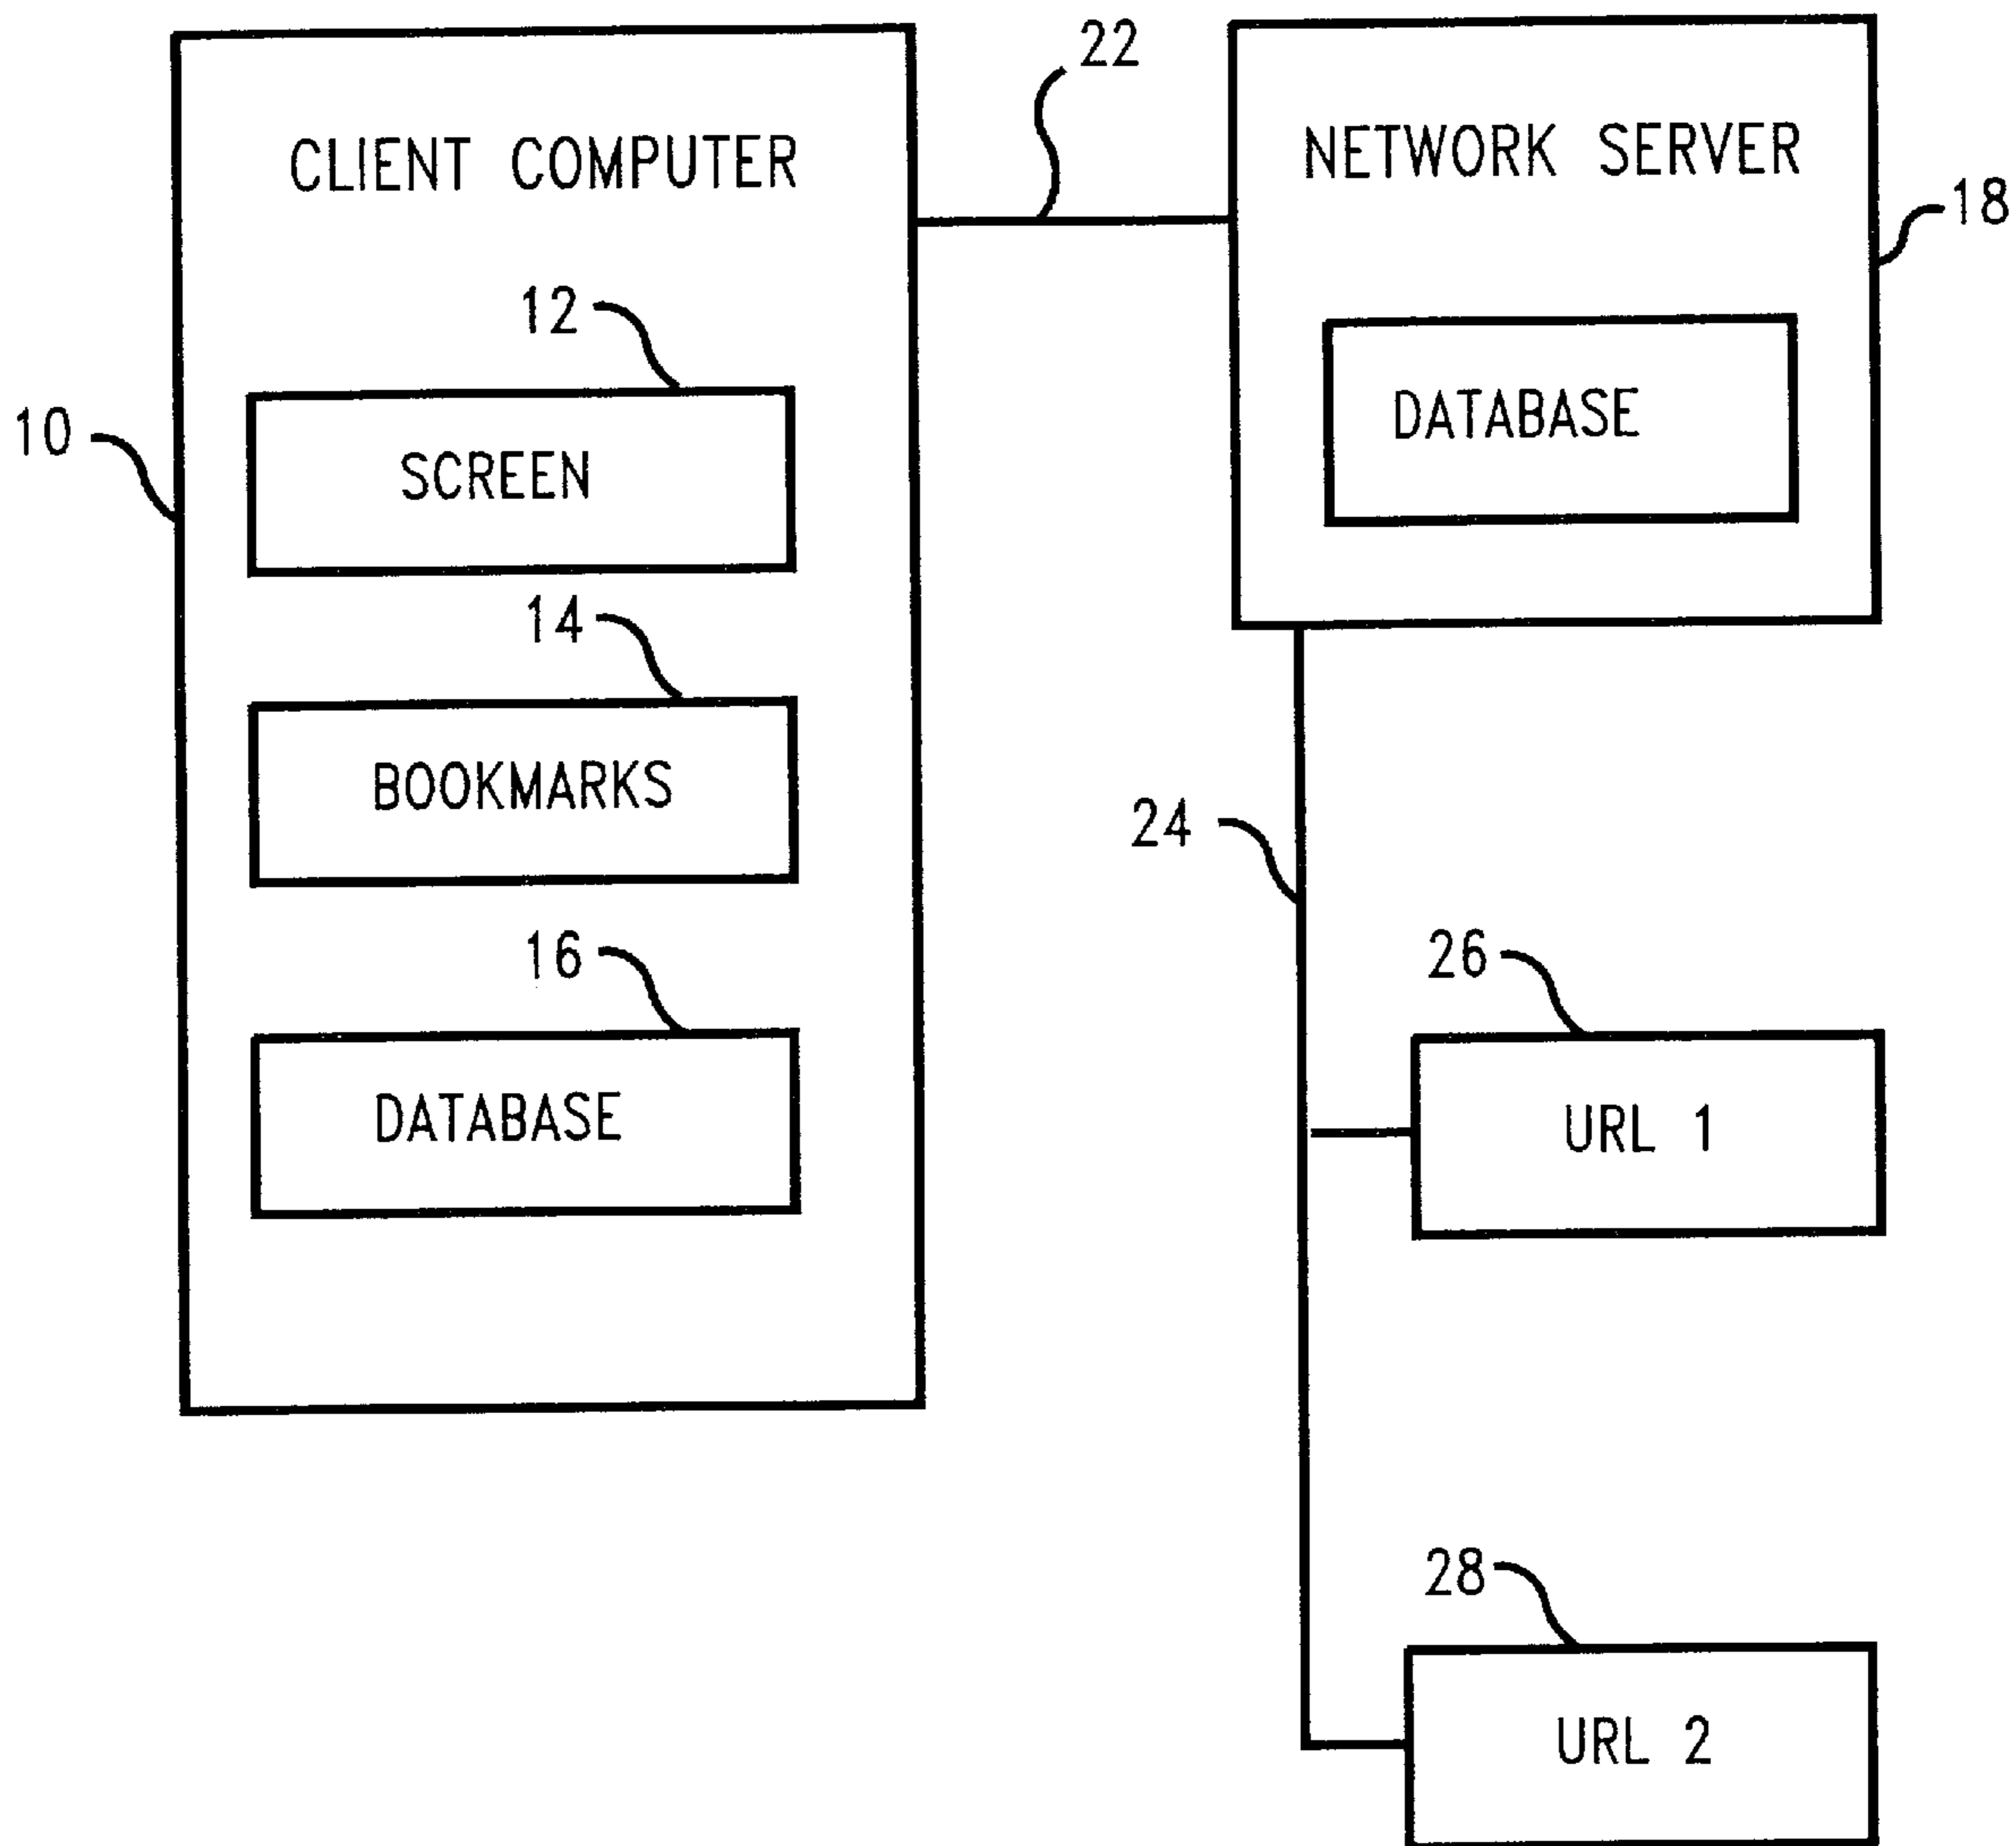 22
CLIENT COMPUTER
NETWORK SERVER
18
12
10
SCREEN
DATABASE
14
BOOKMARKS
24
16
26
DATABASE
URL 1
28
URL 2